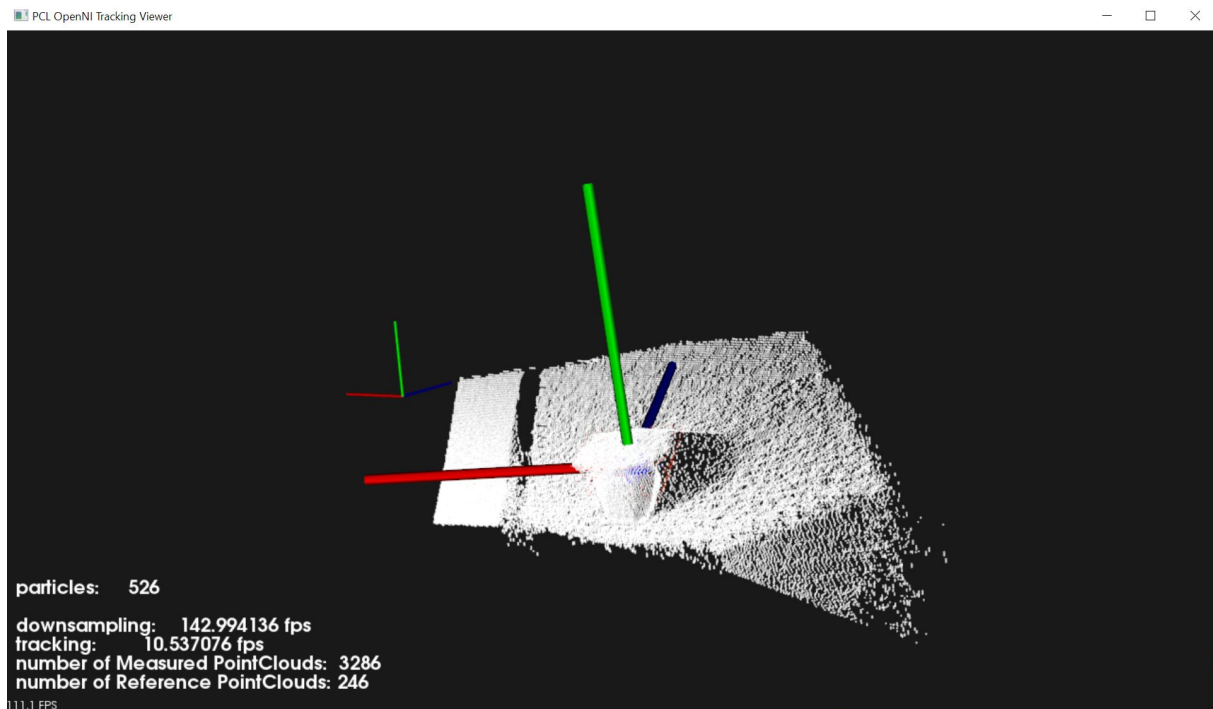 PCL OpenNI Tracking Viewer
particles: 526
downsampling: 142.994136 fps
tracking: 10.537076 fps
number of Measured PointClouds: 3286
number of Reference PointClouds: 246
111.1 FPS